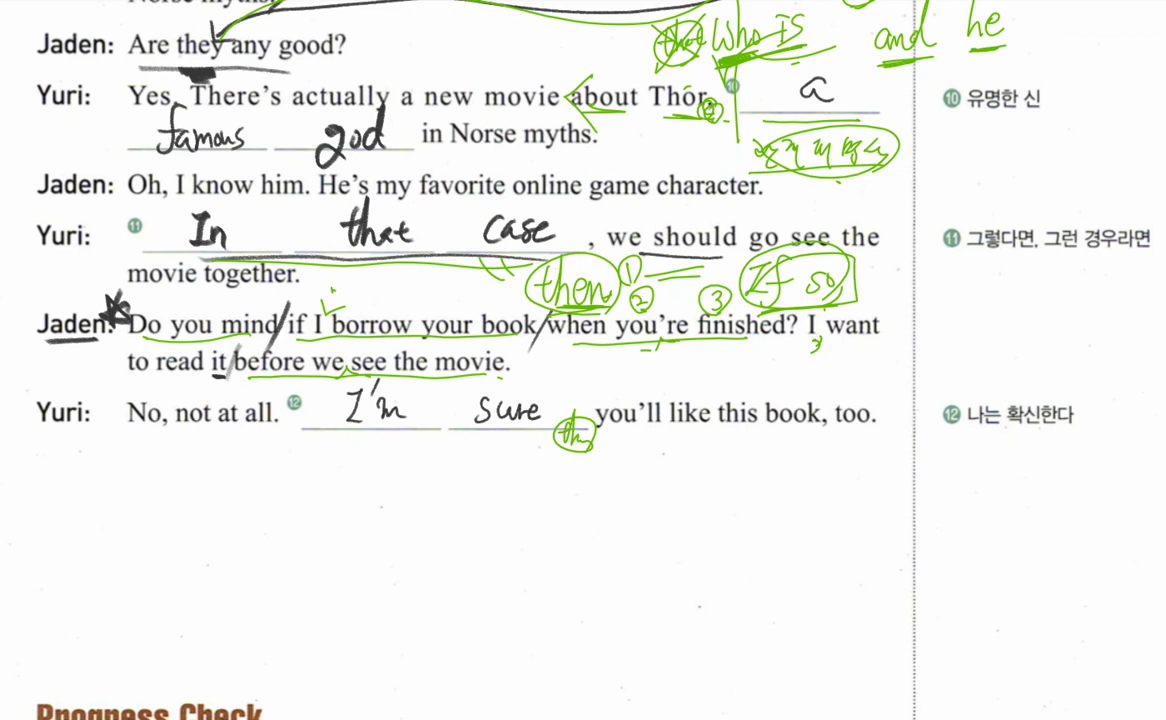 Jaden: Are they any good?
that who is and he
Yuri: Yes. There's actually a new movie about Thor, ⑩ a ⑩ 유명한 신
famous god in Norse myths.
Jaden: Oh, I know him. He's my favorite online game character.
Yuri: ⑪ In that case, we should go see the ⑪ 그렇다면, 그런 경우라면
movie together.
then ① ② ③ If so,
Jaden: Do you mind / if I borrow your book / when you're finished? I want
to read it / before we see the movie.
Yuri: No, not at all. ⑫ I'm sure you'll like this book, too. ⑫ 나는 확신한다
Progress Check